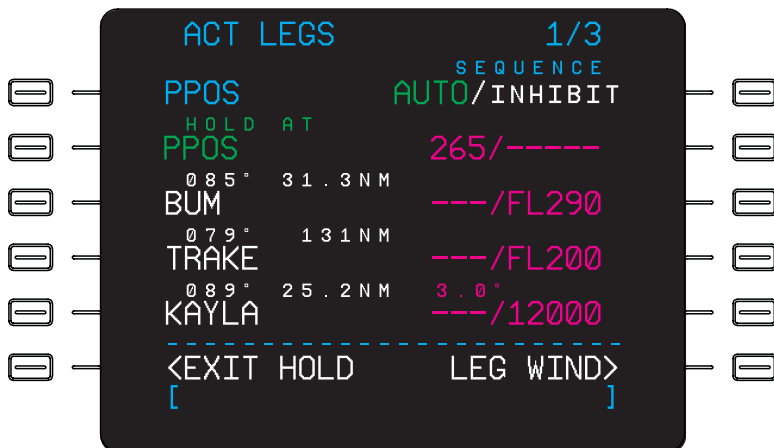 ACT LEGS 1/3
SEQUENCE
PPOS AUTO/INHIBIT
HOLD AT
PPOS 265/-----
085° 31.3NM
BUM ---/FL290
079° 131NM
TRAKE ---/FL200
089° 25.2NM 3.0°
KAYLA ---/12000
------------------------
<EXIT HOLD LEG WIND>
[ ]